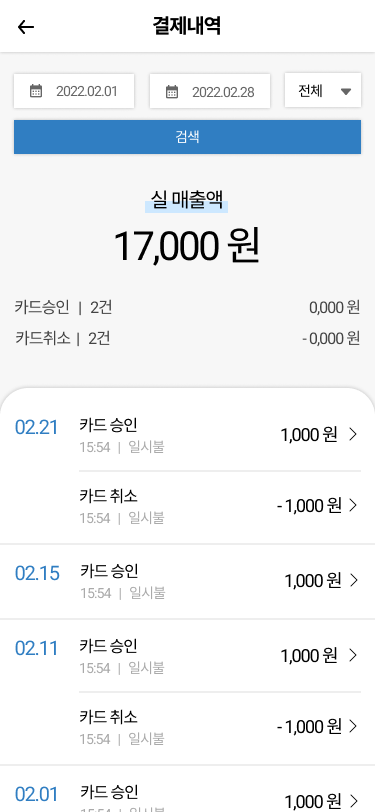 결제내역
2022.02.01 2022.02.28 전체
검색
실 매출액
17,000 원
카드승인 | 2건 0,000 원
카드취소 | 2건 - 0,000 원
02.21 카드 승인 1,000 원
15:54 | 일시불
카드 취소 - 1,000 원
15:54 | 일시불
02.15 카드 승인 1,000 원
15:54 | 일시불
02.11 카드 승인 1,000 원
15:54 | 일시불
카드 취소 - 1,000 원
15:54 | 일시불
02.01 카드 승인 1,000 원